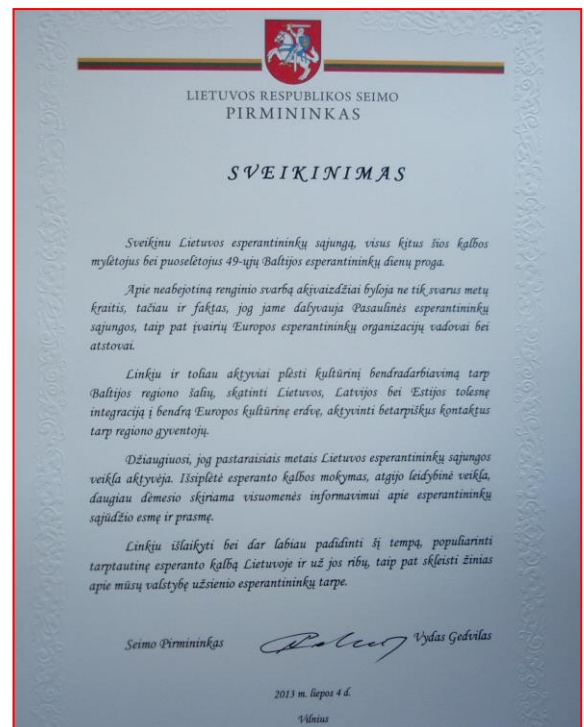 LIETUVOS RESPUBLIKOS SEIMO
PIRMININKAS
SVEIKINIMAS
Sveikinu Lietuvos esperantininkų sąjungą, visus kitus šios kalbos
mylėtojus bei puoselėtojus 49-ųjų Baltijos esperantininkų dienų proga.
Apie neabejotiną renginio svarbą akivaizdžiai byloja ne tik svarus metų
kraitis, tačiau ir faktas, jog jame dalyvauja Pasaulinės esperantininkų
sąjungos, taip pat įvairių Europos esperantininkų organizacijų vadovai bei
atstovai.
Linkiu ir toliau aktyviai plėsti kultūrinį bendradarbiavimą tarp
Baltijos regiono šalių, skatinti Lietuvos, Latvijos bei Estijos tolesnę
integraciją į bendrą Europos kultūrinę erdvę, aktyvinti betarpiškus kontaktus
tarp regiono gyventojų.
Džiaugiuosi, jog pastaraisiais metais Lietuvos esperantininkų sąjungos
veikla aktyvėja. Išsiplėtė esperanto kalbos mokymas, atgijo leidybinė veikla,
daugiau dėmesio skiriama visuomenės informavimui apie esperantininkų
sąjūdžio esmę ir prasmę.
Linkiu išlaikyti bei dar labiau padidinti šį tempą, populiarinti
tarptautinę esperanto kalbą Lietuvoje ir už jos ribų, taip pat skleisti žinias
apie mūsų valstybę užsienio esperantininkų tarpe.
Seimo Pirmininkas Vydas Gedvilas
2013 m. liepos 4 d.
Vilnius